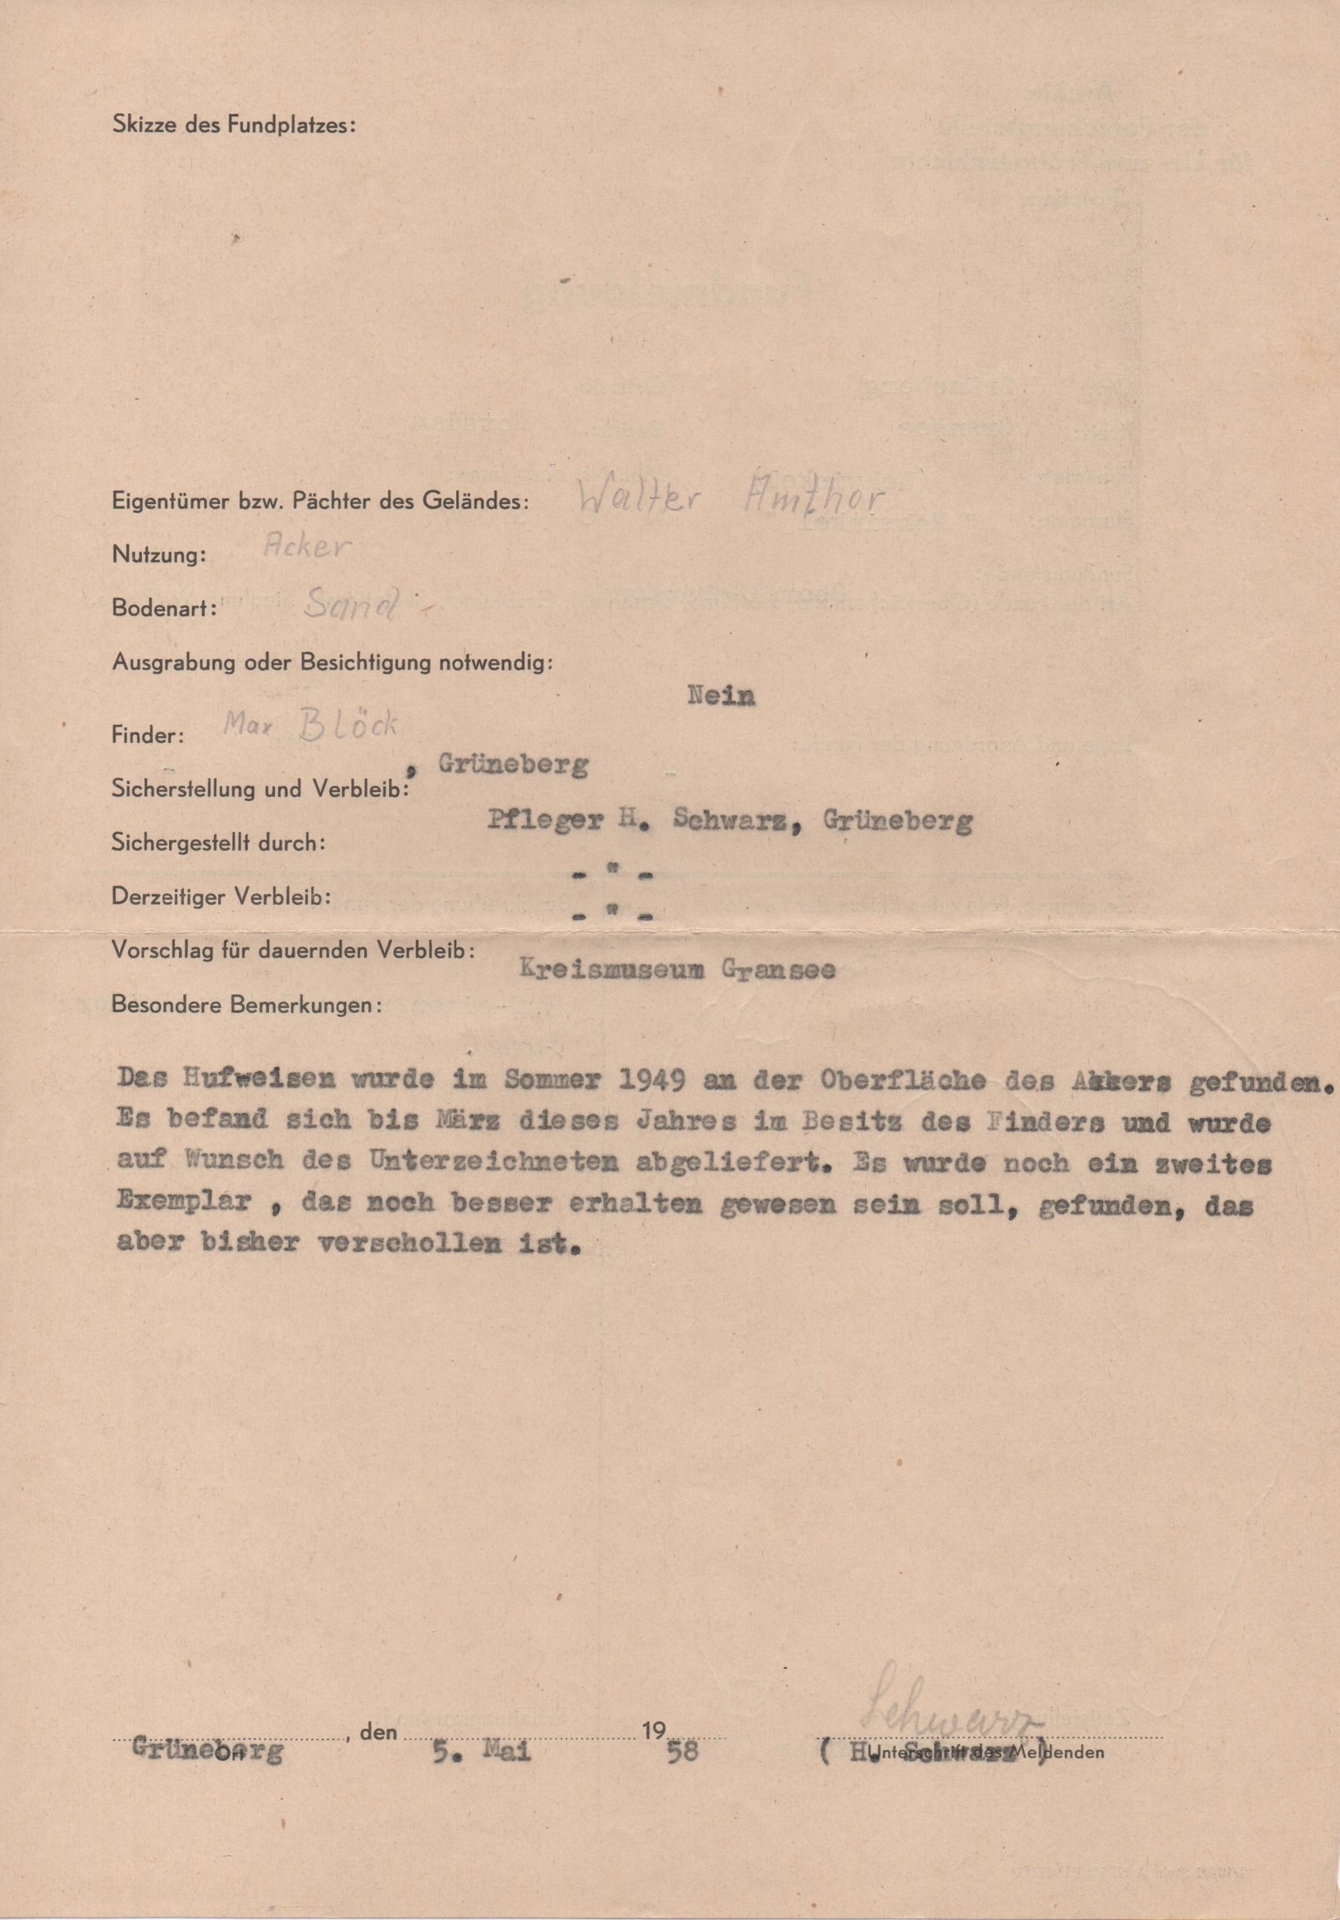 Skizze des Fundplatzes:
Eigentümer bzw. Pächter des Geländes: Walter Amthor
Nutzung: Acker
Bodenart: Sand
Ausgrabung oder Besichtigung notwendig:
Nein
Finder: Max Blöck
, Grüneberg
Sicherstellung und Verbleib:
Pfleger H. Schwarz, Grüneberg
Sichergestellt durch:
- " -
Derzeitiger Verbleib:
- " -
Vorschlag für dauernden Verbleib:
Kreismuseum Gransee
Besondere Bemerkungen:
Das Hufweisen wurde im Sommer 1949 an der Oberfläche des Akkers gefunden.
Es befand sich bis März dieses Jahres im Besitz des Finders und wurde
auf Wunsch des Unterzeichneten abgeliefert. Es wurde noch ein zweites
Exemplar , das noch besser erhalten gewesen sein soll, gefunden, das
aber bisher verschollen ist.
Schwarz
, den 19
Grüneberg 5. Mai 58 ( H. Schwarz )
Ort Unterschrift des Meldenden